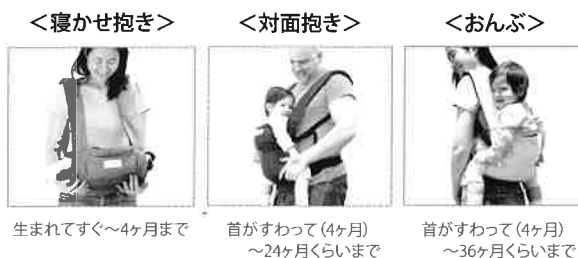 ＜寝かせ抱き＞
＜対面抱き＞
＜おんぶ＞
生まれてすぐ～4ヶ月まで
首がすわって（4ヶ月）
～24ヶ月くらいまで
首がすわって（4ヶ月）
～36ヶ月くらいまで